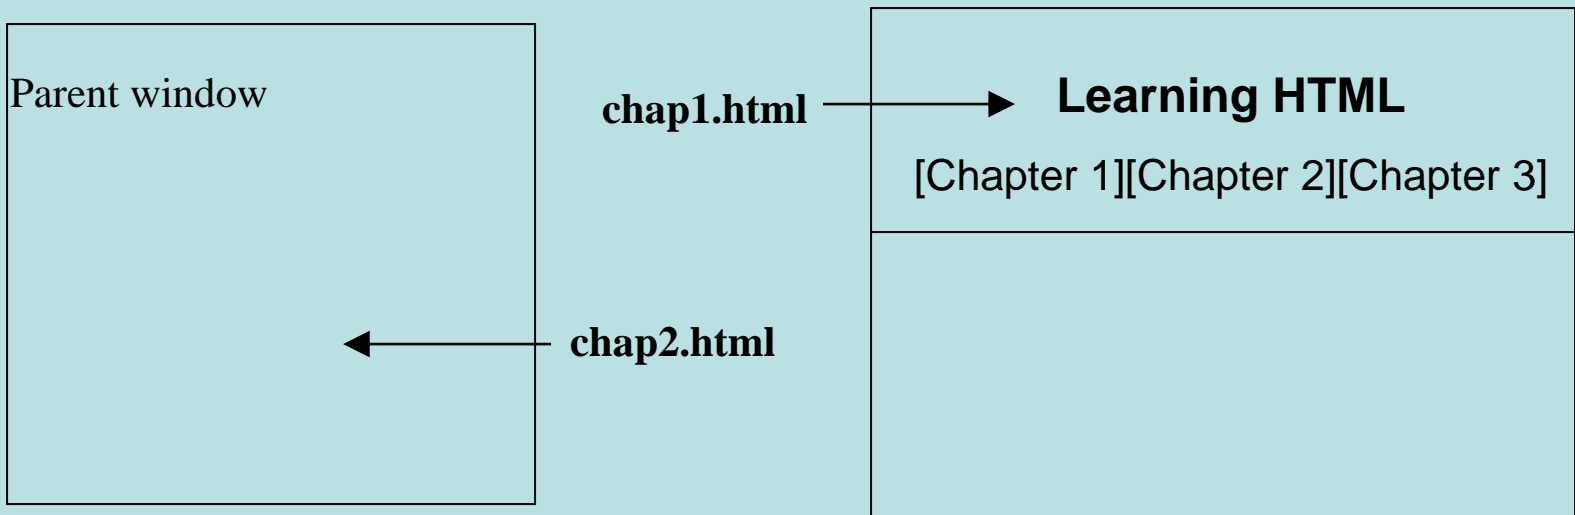 Parent window
chap1.html
Learning HTML
[Chapter 1][Chapter 2][Chapter 3]
chap2.html